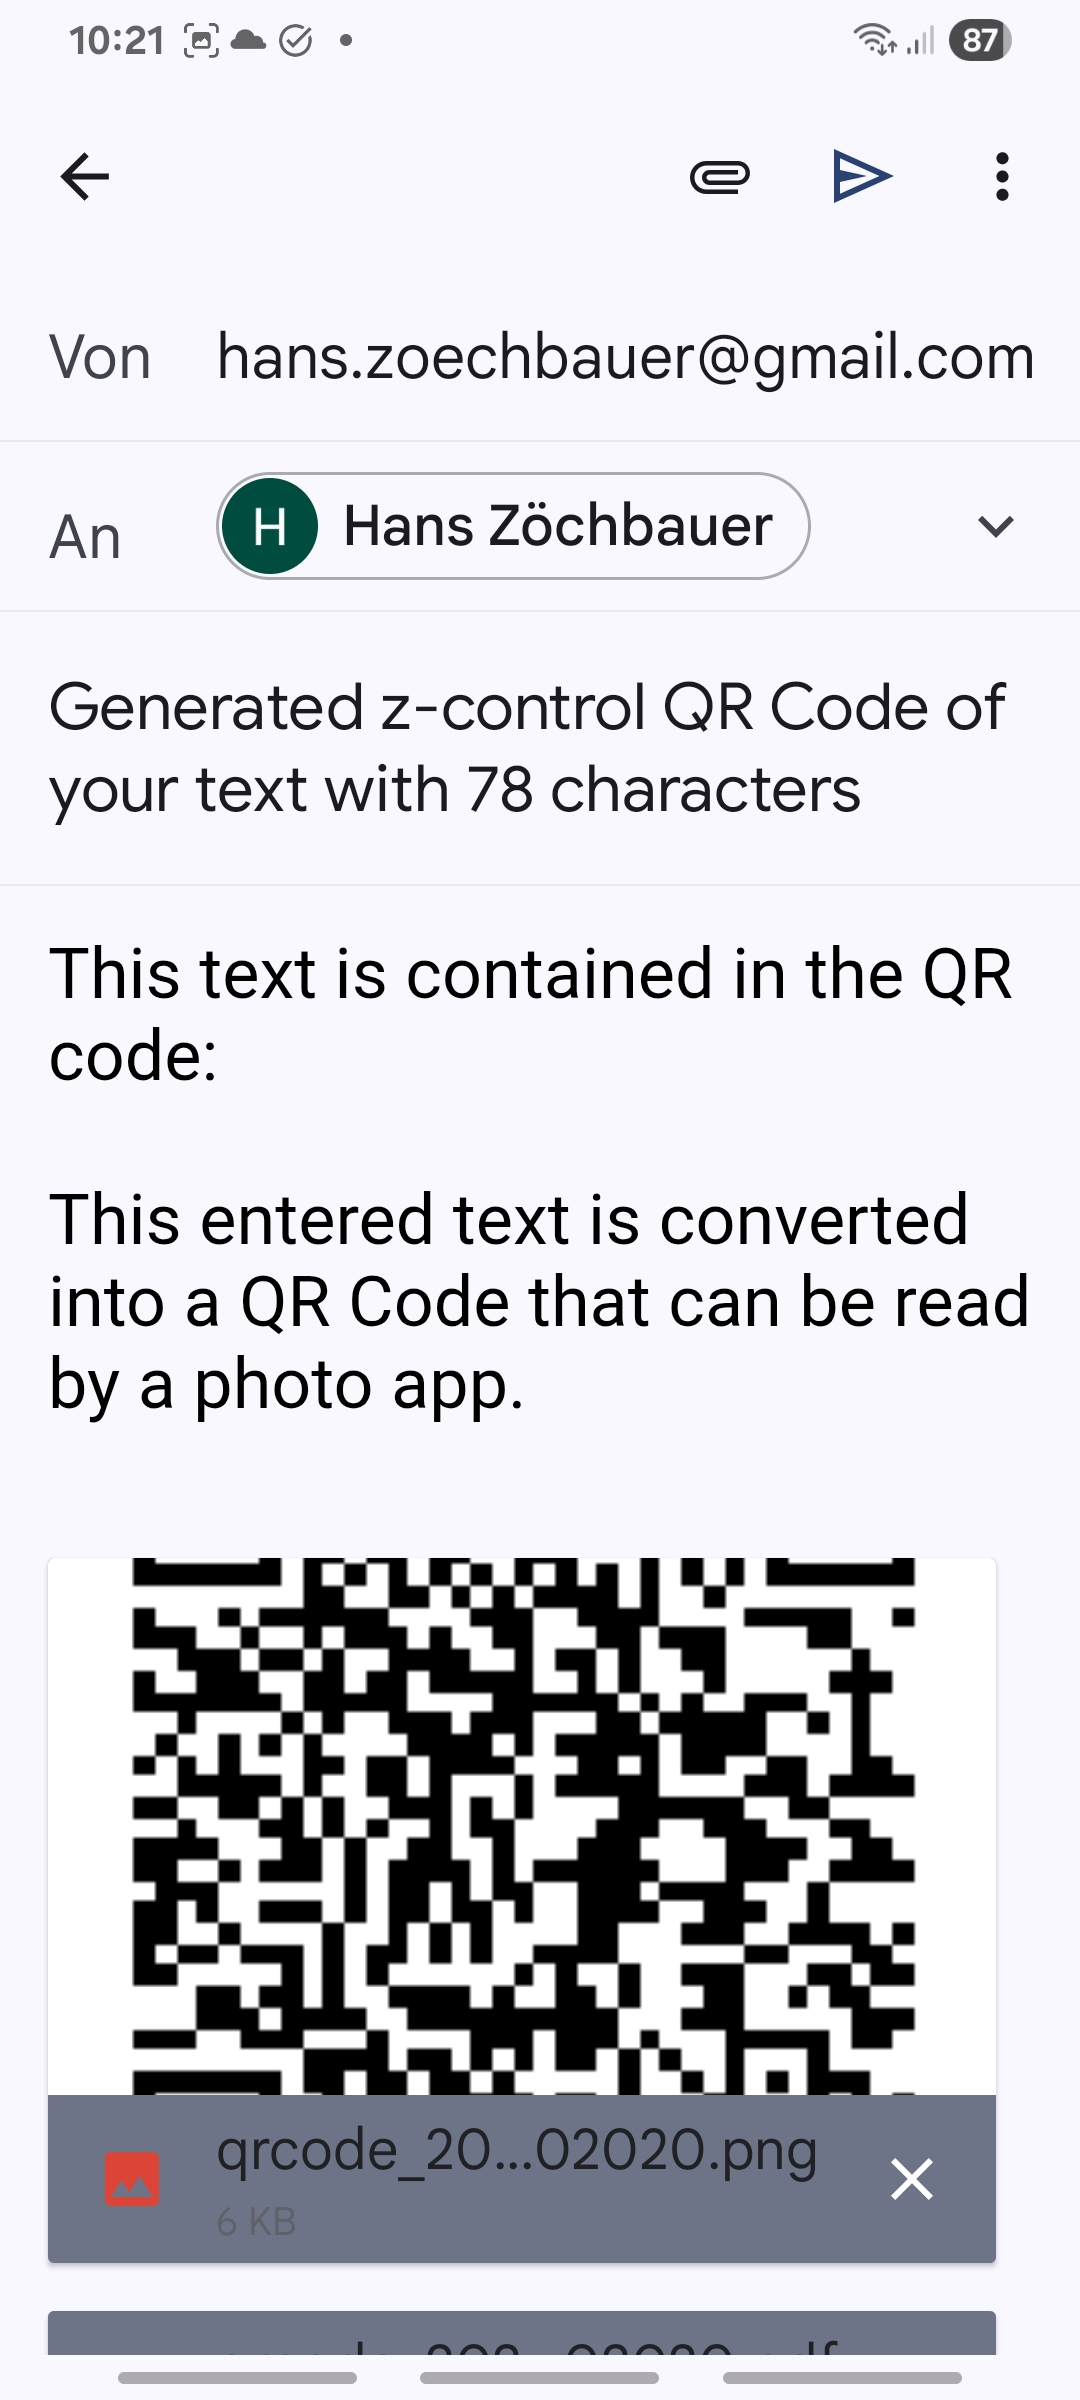 10:21
87
Von hans.zoechbauer@gmail.com
An H Hans Zöchbauer
Generated z-control QR Code of
your text with 78 characters
This text is contained in the QR
code:
This entered text is converted
into a QR Code that can be read
by a photo app.
qrcode_20...02020.png
6 KB